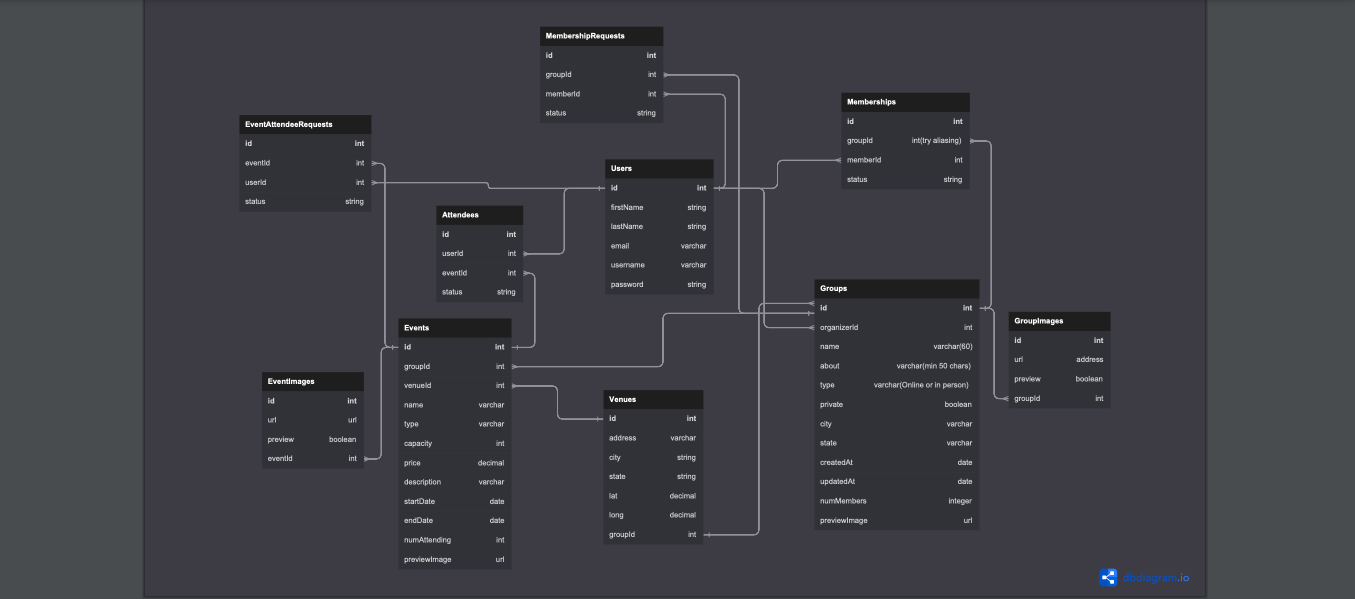 MembershipRequests
id int
groupId int
memberId int
status string
Memberships
id int
groupId int(try aliasing)
memberId int
status string
EventAttendeeRequests
id int
eventId int
userId int
status string
Users
id int
firstName string
lastName string
email varchar
username varchar
password string
Attendees
id int
userId int
eventId int
status string
Groups
id int
organizerId int
name varchar(60)
about varchar(min 50 chars)
type varchar(Online or in person)
private boolean
city varchar
state varchar
createdAt date
updatedAt date
numMembers integer
previewImage url
GroupImages
id int
url address
preview boolean
groupId int
Events
id int
groupId int
venueId int
name varchar
type varchar
capacity int
price decimal
description varchar
startDate date
endDate date
numAttending int
previewImage url
EventImages
id int
url url
preview boolean
eventId int
Venues
id int
address varchar
city string
state string
lat decimal
long decimal
groupId int
dbdiagram.io